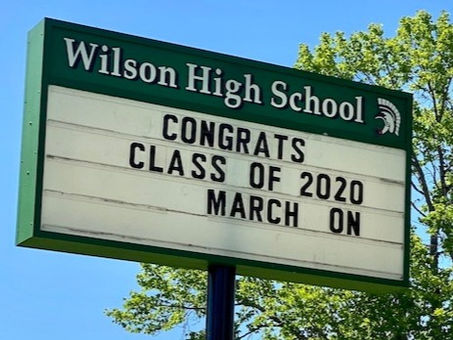 Wilson High School
CONGRATS
CLASS OF 2020
MARCH ON